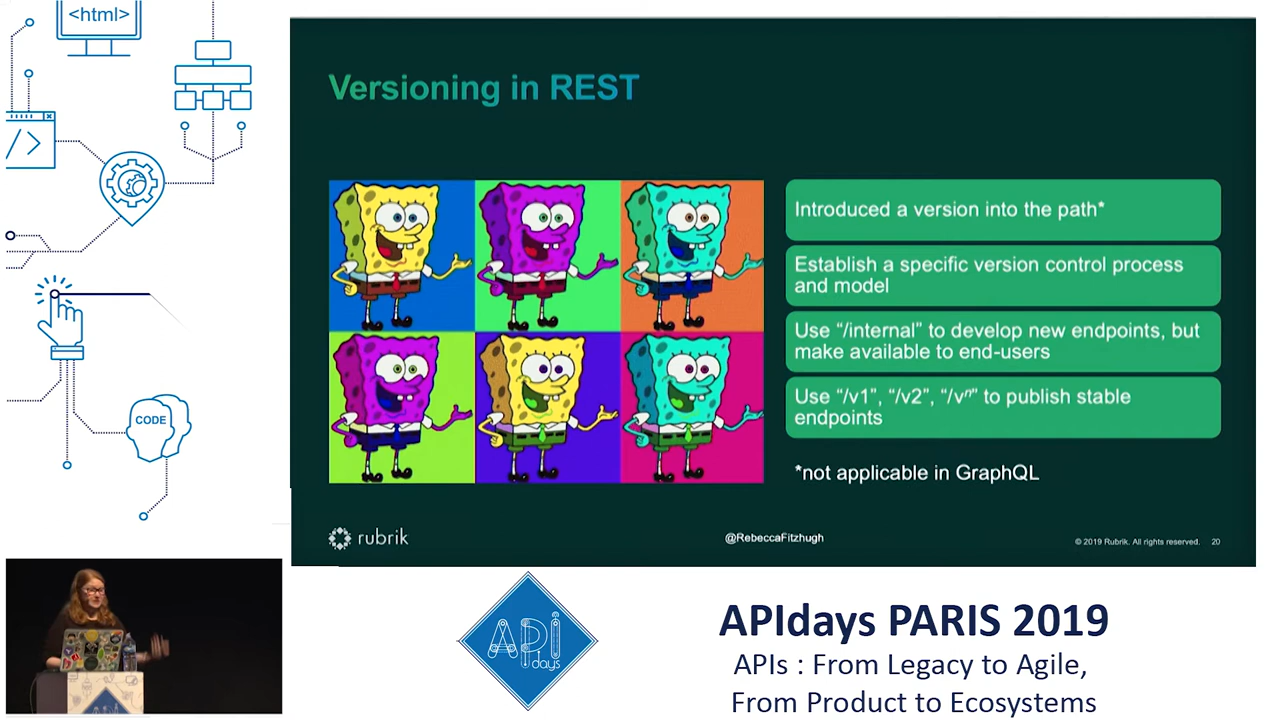 <html>
</>
CODE
Versioning in REST
Introduced a version into the path*
Establish a specific version control process
and model
Use “/internal” to develop new endpoints, but
make available to end-users
Use “/v1”, “/v2”, “/vⁿ” to publish stable
endpoints
*not applicable in GraphQL
rubrik
@RebeccaFitzhugh
© 2019 Rubrik. All rights reserved. 20
API
days
APIdays PARIS 2019
APIs : From Legacy to Agile,
From Product to Ecosystems